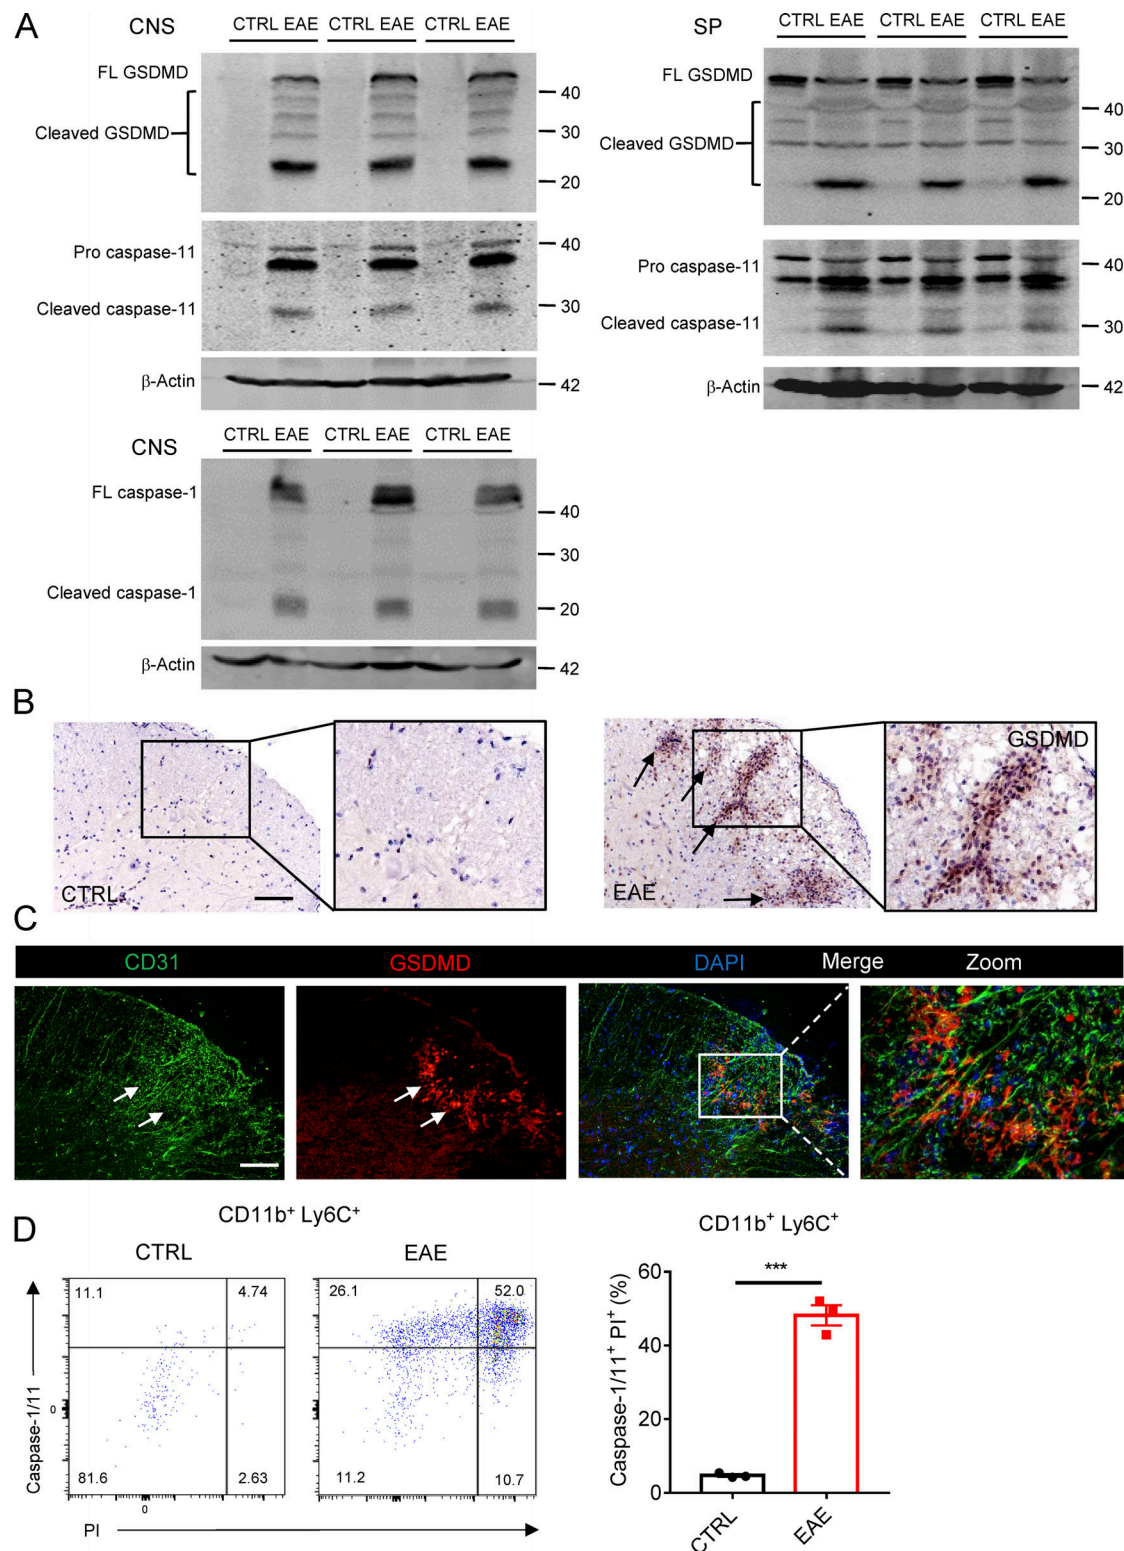 A
CNS
CTRL EAE CTRL EAE CTRL EAE
FL GSDMD
40
Cleaved GSDMD
30
20
Pro caspase-11
40
Cleaved caspase-11
30
β-Actin
42
SP
CTRL EAE CTRL EAE CTRL EAE
FL GSDMD
40
Cleaved GSDMD
30
20
Pro caspase-11
40
Cleaved caspase-11
30
β-Actin
42
CNS
CTRL EAE CTRL EAE CTRL EAE
FL caspase-1
40
30
Cleaved caspase-1
20
β-Actin
42
B
CTRL
EAE
GSDMD
C
CD31 GSDMD DAPI Merge Zoom
D
CD11b⁺ Ly6C⁺
CTRL EAE
11.1 4.74
81.6 2.63
26.1 52.0
11.2 10.7
Caspase-1/11
0
0
PI
CD11b⁺ Ly6C⁺
***
Caspase-1/11⁺ PI⁺ (%)
60
40
20
0
CTRL
EAE